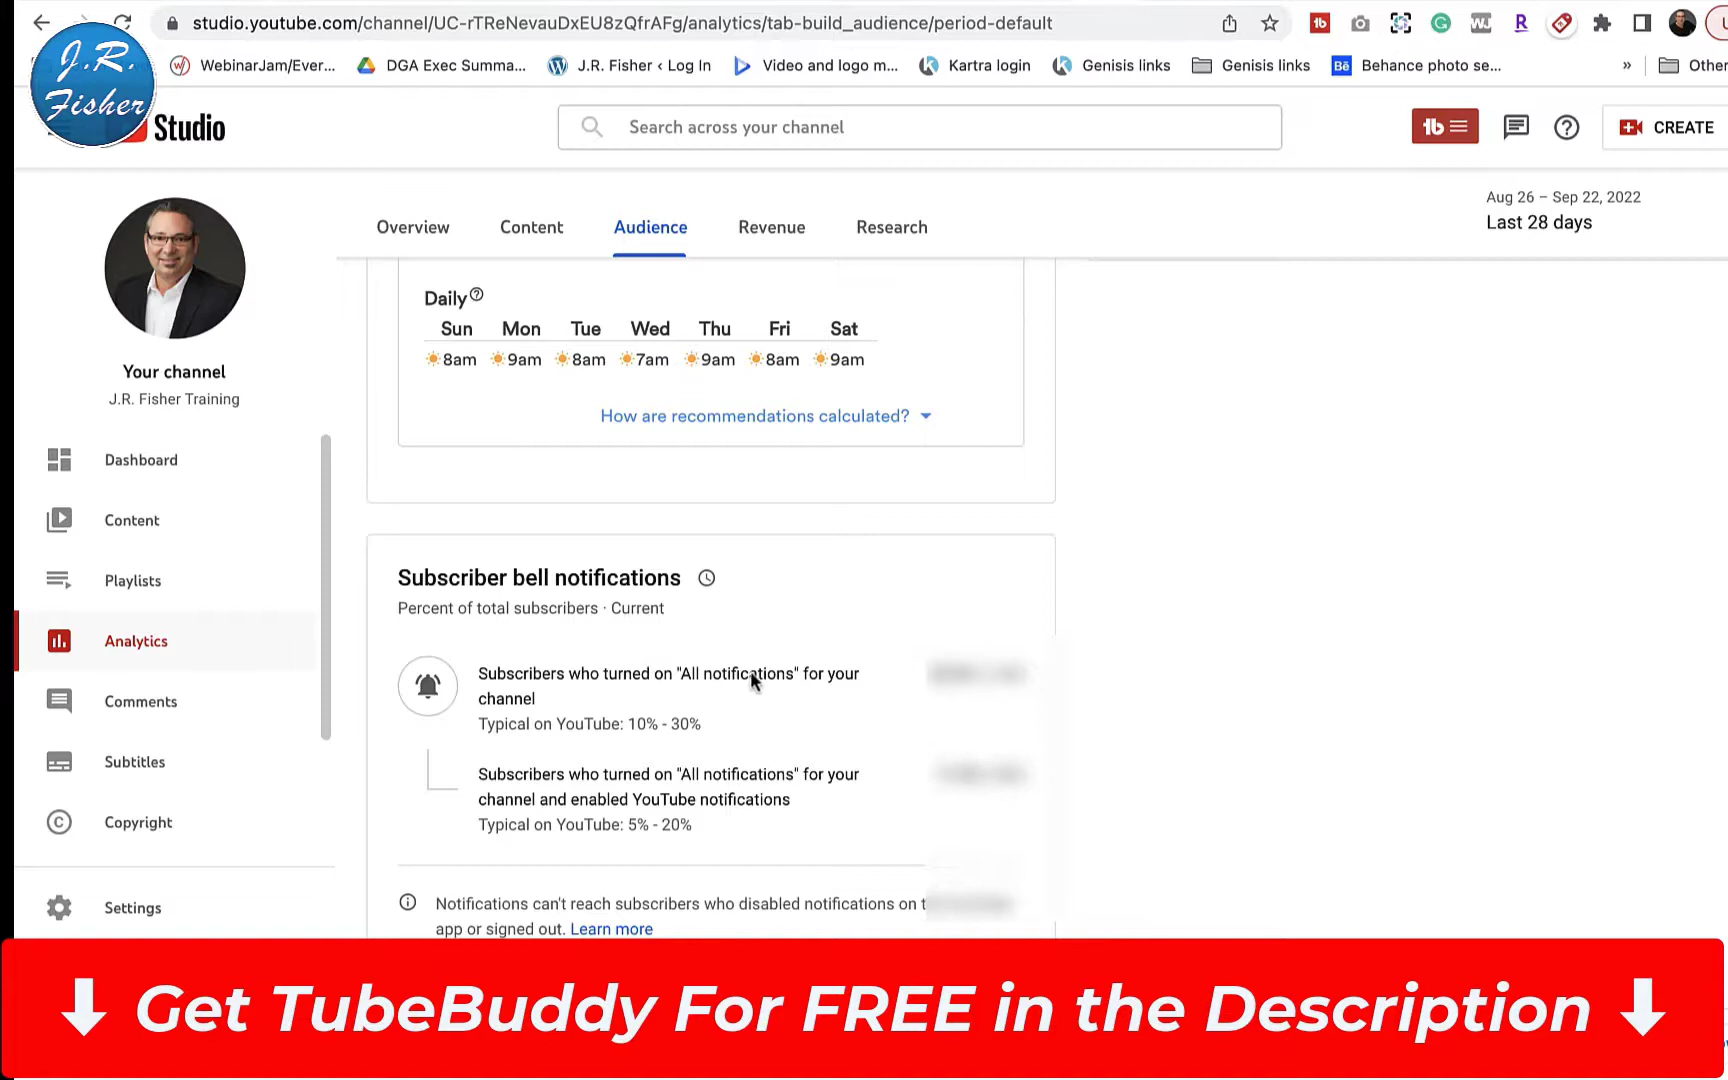 studio.youtube.com/channel/UC-rTReNevauDxEU8zQfrAFg/analytics/tab-build_audience/period-default
WebinarJam/Ever...
DGA Exec Summa...
J.R. Fisher ‹ Log In
Video and logo m...
Kartra login
Genisis links
Genisis links
Behance photo se...
»
Other
J.R.
Fisher
Studio
Search across your channel
CREATE
Overview
Content
Audience
Revenue
Research
Aug 26 – Sep 22, 2022
Last 28 days
Your channel
J.R. Fisher Training
Dashboard
Content
Playlists
Analytics
Comments
Subtitles
Copyright
Settings
Daily
Sun Mon Tue Wed Thu Fri Sat
8am 9am 8am 7am 9am 8am 9am
How are recommendations calculated?
Subscriber bell notifications
Percent of total subscribers · Current
Subscribers who turned on "All notifications" for your
channel
Typical on YouTube: 10% - 30%
Subscribers who turned on "All notifications" for your
channel and enabled YouTube notifications
Typical on YouTube: 5% - 20%
Notifications can't reach subscribers who disabled notifications on
app or signed out. Learn more
Get TubeBuddy For FREE in the Description